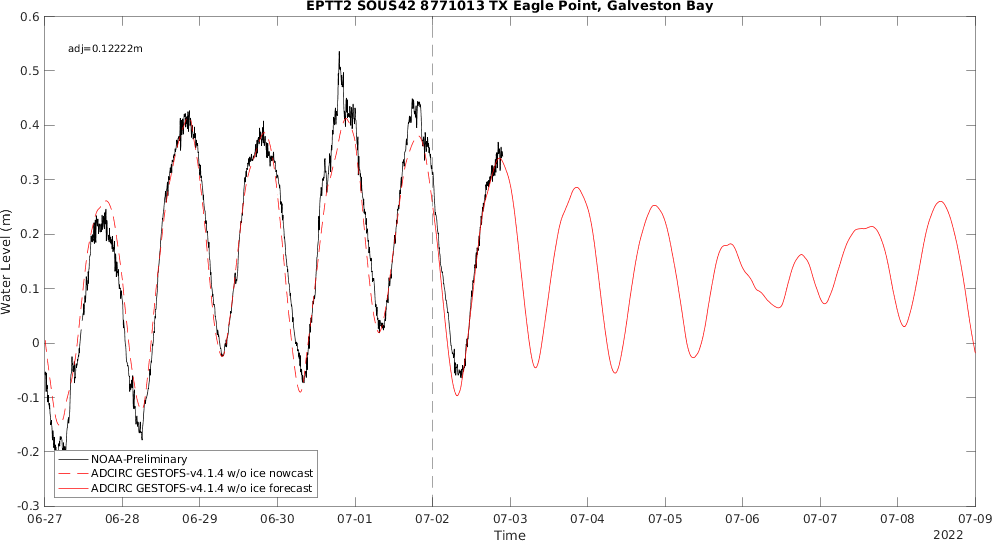 EPTT2 SOUS42 8771013 TX Eagle Point, Galveston Bay
adj=0.12222m
0.6
0.5
0.4
0.3
0.2
0.1
0
-0.1
-0.2
-0.3
Water Level (m)
NOAA-Preliminary
ADCIRC GESTOFS-v4.1.4 w/o ice nowcast
ADCIRC GESTOFS-v4.1.4 w/o ice forecast
06-27 06-28 06-29 06-30 07-01 07-02 07-03 07-04 07-05 07-06 07-07 07-08 07-09
Time
2022